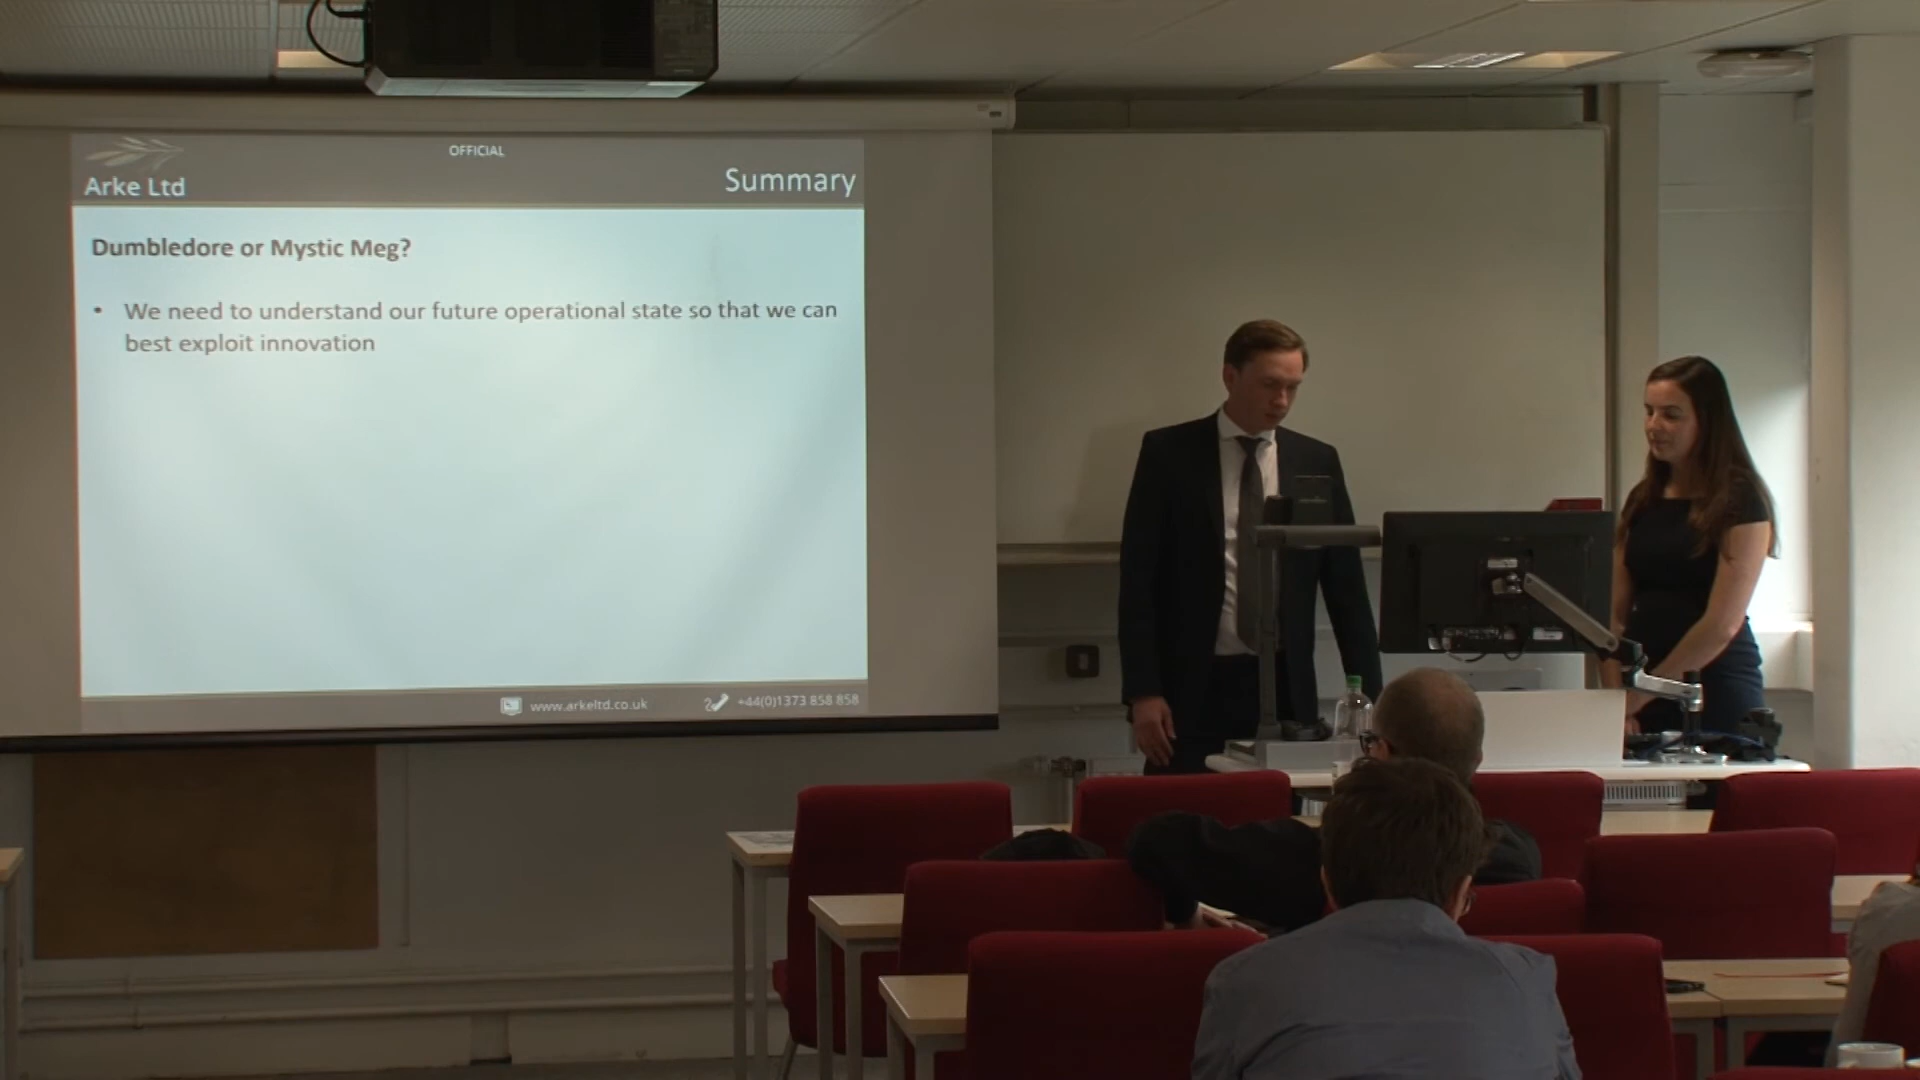 OFFICIAL
Arke Ltd
Summary
Dumbledore or Mystic Meg?
• We need to understand our future operational state so that we can
best exploit innovation
www.arkeltd.co.uk
+44(0)1373 858 858